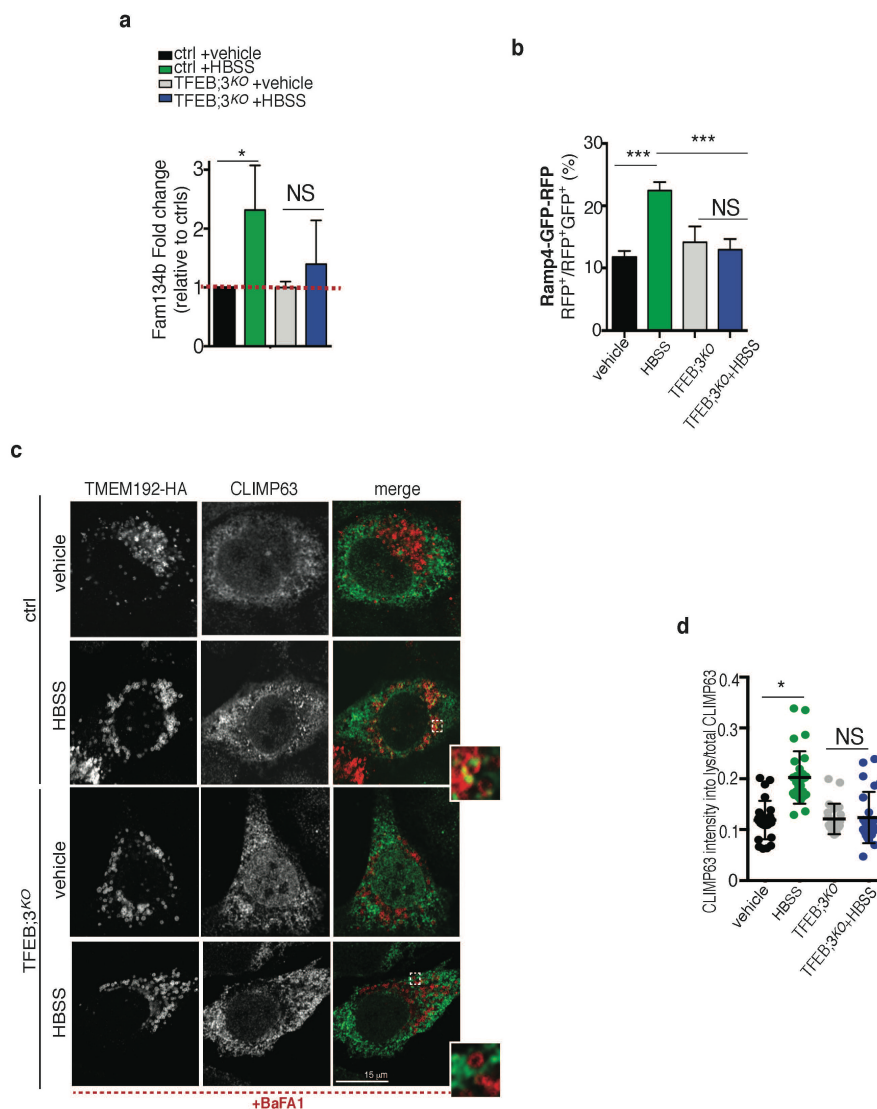 a
ctrl +vehicle
ctrl +HBSS
TFEB;3KO +vehicle
TFEB;3KO +HBSS
Fam134b Fold change
(relative to ctrls)
3
2
1
0
*
NS
b
Ramp4-GFP-RFP
RFP+/RFP+GFP+ (%)
30
20
10
0
***
***
NS
vehicle
HBSS
TFEB;3KO
TFEB;3KO+HBSS
c
TMEM192-HA
CLIMP63
merge
ctrl
vehicle
HBSS
TFEB;3KO
vehicle
HBSS
15 μm
+BaFA1
d
CLIMP63 intensity into lys/total CLIMP63
0.4
0.3
0.2
0.1
0
*
NS
vehicle
HBSS
TFEB;3KO
TFEB;3KO+HBSS